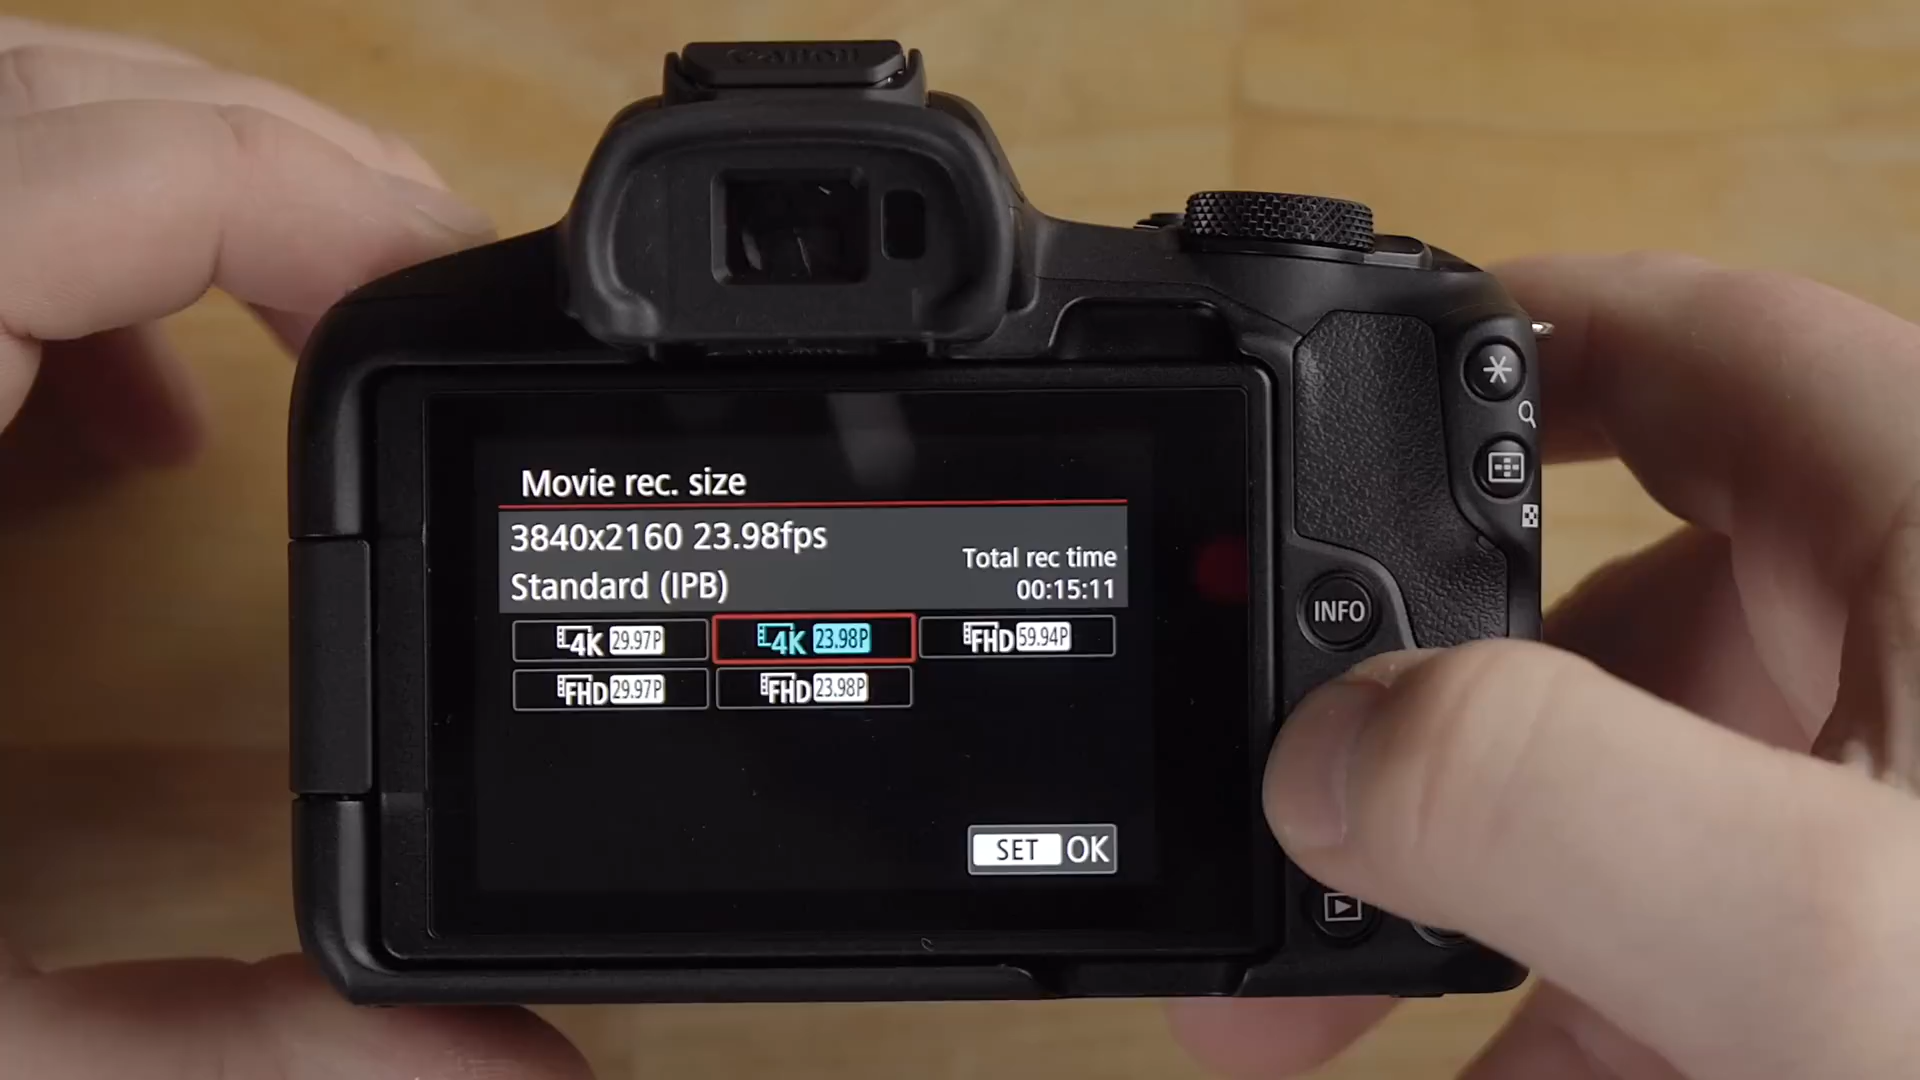 Canon
Movie rec. size
3840x2160 23.98fps
Standard (IPB)
Total rec time
00:15:11
4K 29.97P
4K 23.98P
FHD 59.94P
FHD 29.97P
FHD 23.98P
SET OK
INFO